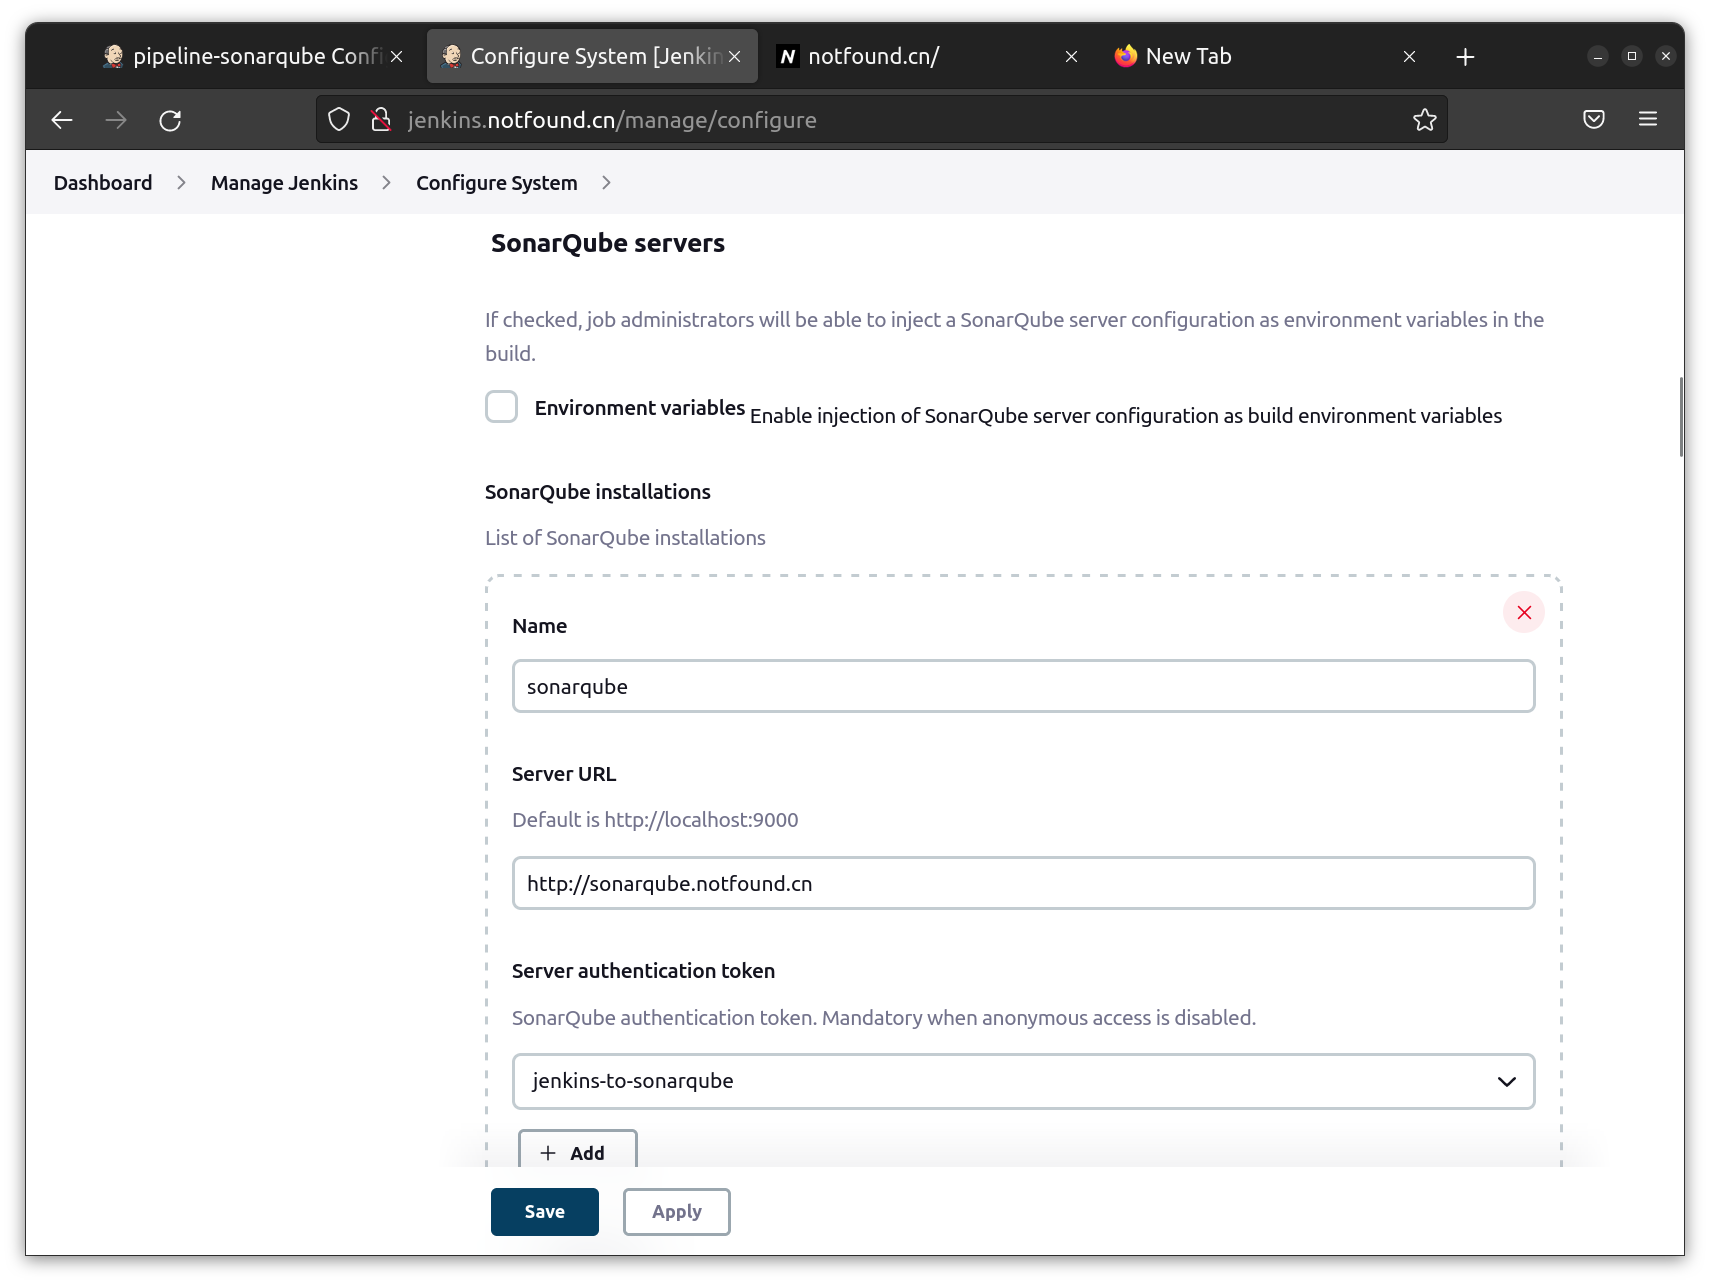 pipeline-sonarqube Confi
Configure System [Jenkin
N notfound.cn/
New Tab
jenkins.notfound.cn/manage/configure
Dashboard
Manage Jenkins
Configure System
SonarQube servers
If checked, job administrators will be able to inject a SonarQube server configuration as environment variables in the
build.
Environment variables Enable injection of SonarQube server configuration as build environment variables
SonarQube installations
List of SonarQube installations
Name
sonarqube
Server URL
Default is http://localhost:9000
http://sonarqube.notfound.cn
Server authentication token
SonarQube authentication token. Mandatory when anonymous access is disabled.
jenkins-to-sonarqube
Add
Save
Apply